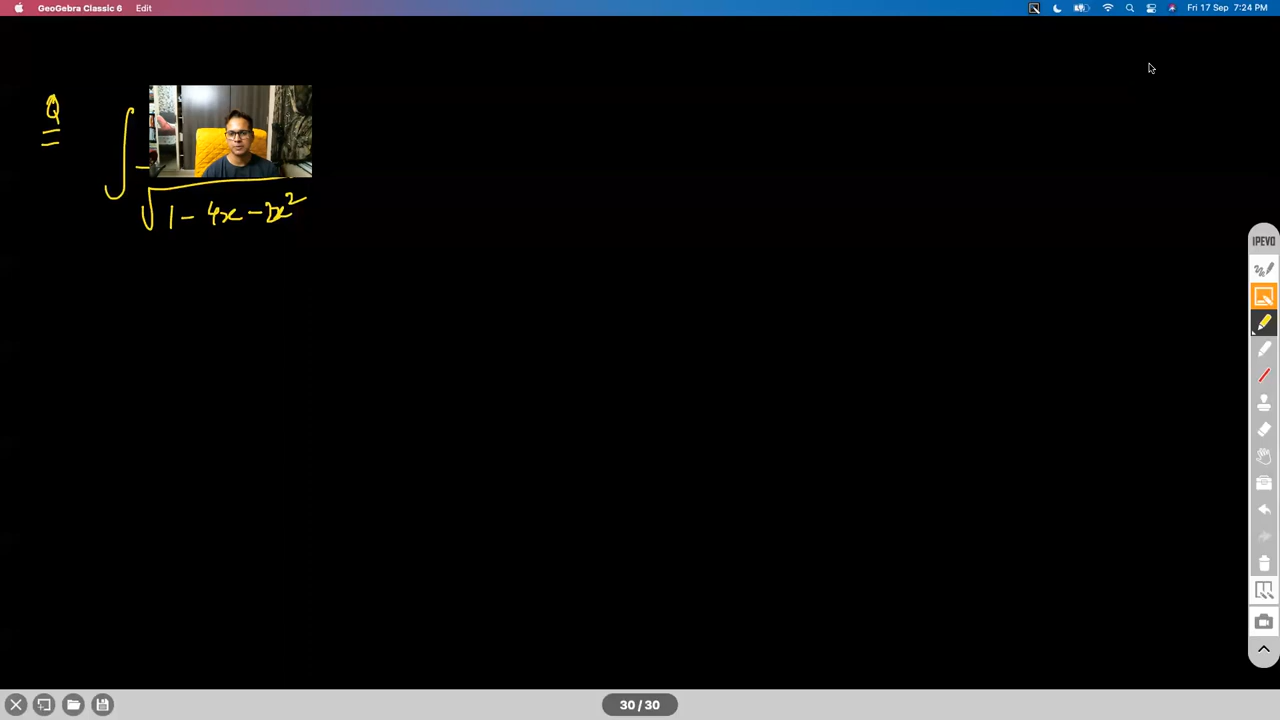 GeoGebra Classic 6 Edit Fri 17 Sep 7:24 PM
Q
∫
√1 - 4x - 2x²
IPEVO
30 / 30